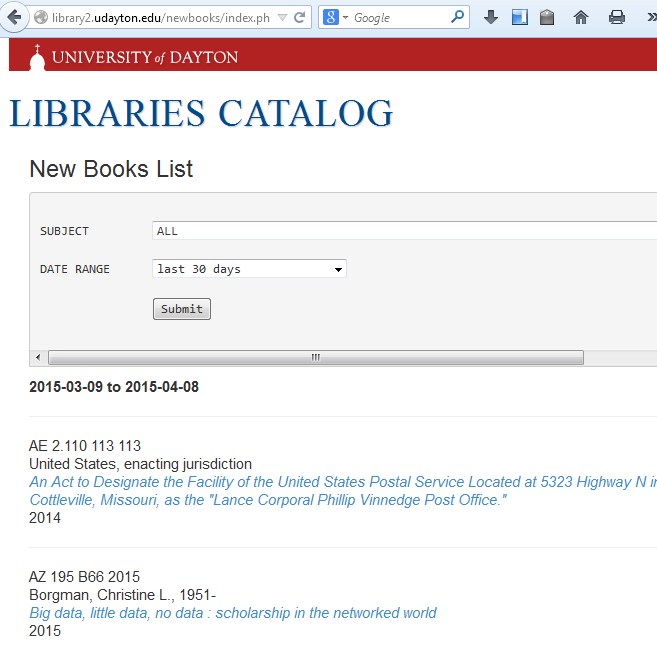 library2.udayton.edu/newbooks/index.ph
8
Google
UNIVERSITY of DAYTON
LIBRARIES CATALOG
New Books List
SUBJECT
ALL
DATE RANGE
last 30 days
Submit
2015-03-09 to 2015-04-08
AE 2.110 113 113
United States, enacting jurisdiction
An Act to Designate the Facility of the United States Postal Service Located at 5323 Highway N in
Cottleville, Missouri, as the "Lance Corporal Phillip Vinnedge Post Office."
2014
AZ 195 B66 2015
Borgman, Christine L., 1951-
Big data, little data, no data : scholarship in the networked world
2015